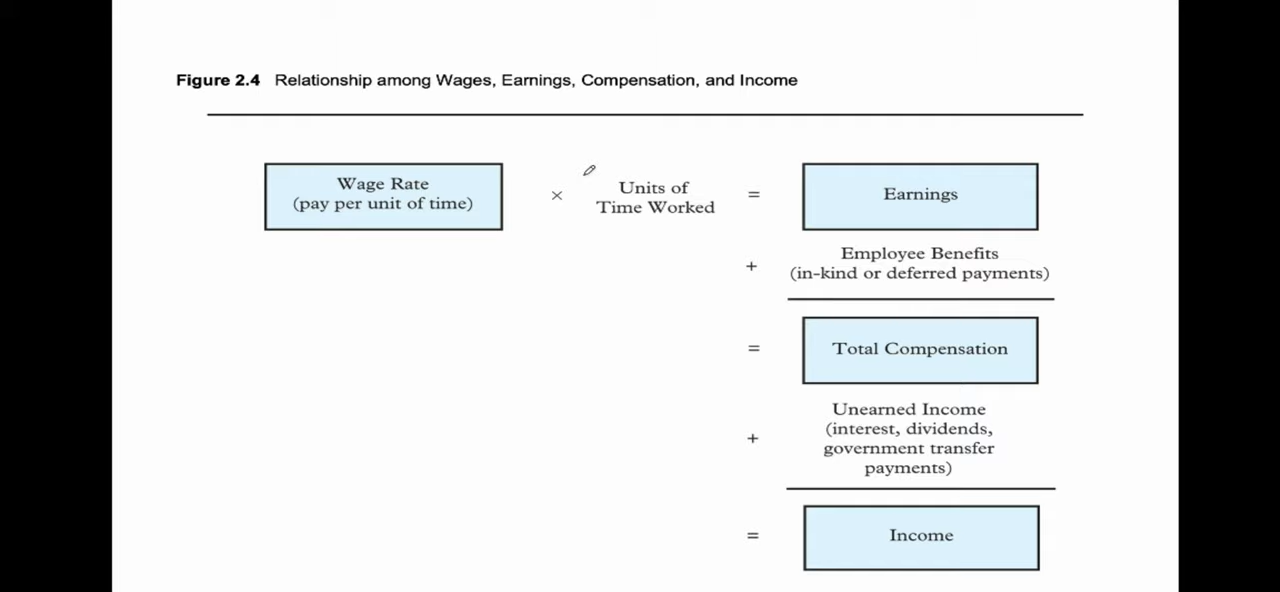 Figure 2.4 Relationship among Wages, Earnings, Compensation, and Income
Wage Rate
(pay per unit of time)
×
Units of
Time Worked
=
Earnings
+
Employee Benefits
(in-kind or deferred payments)
=
Total Compensation
+
Unearned Income
(interest, dividends,
government transfer
payments)
=
Income